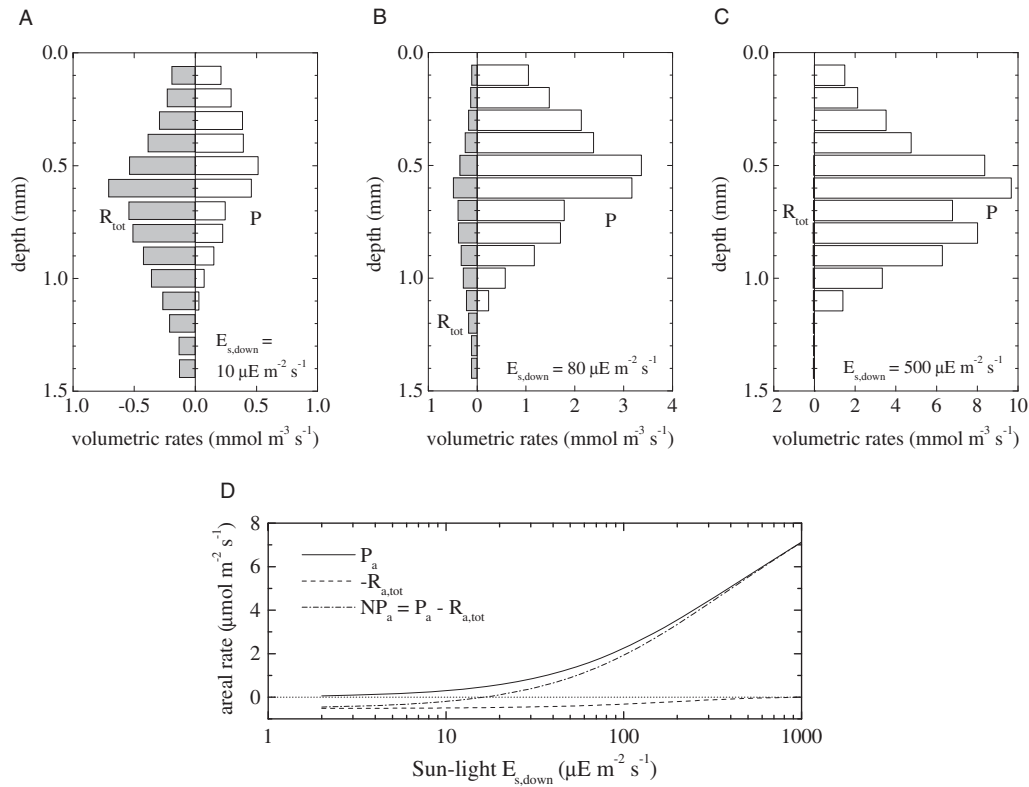 A
B
C
0.0
0.5
1.0
1.5
depth (mm)
R_tot
P
E_s,down =
10 µE m⁻² s⁻¹
1.0
-0.5
0.0
0.5
1.0
volumetric rates (mmol m⁻³ s⁻¹)
0.0
0.5
1.0
1.5
depth (mm)
P
R_tot
E_s,down = 80 µE m⁻² s⁻¹
1
0
1
2
3
4
volumetric rates (mmol m⁻³ s⁻¹)
0.0
0.5
1.0
1.5
depth (mm)
R_tot
P
E_s,down = 500 µE m⁻² s⁻¹
2
0
2
4
6
8
10
volumetric rates (mmol m⁻³ s⁻¹)
D
8
6
4
2
0
areal rate (µmol m⁻² s⁻¹)
P_a
-R_a,tot
NP_a = P_a - R_a,tot
1
10
100
1000
Sun-light E_s,down (µE m⁻² s⁻¹)